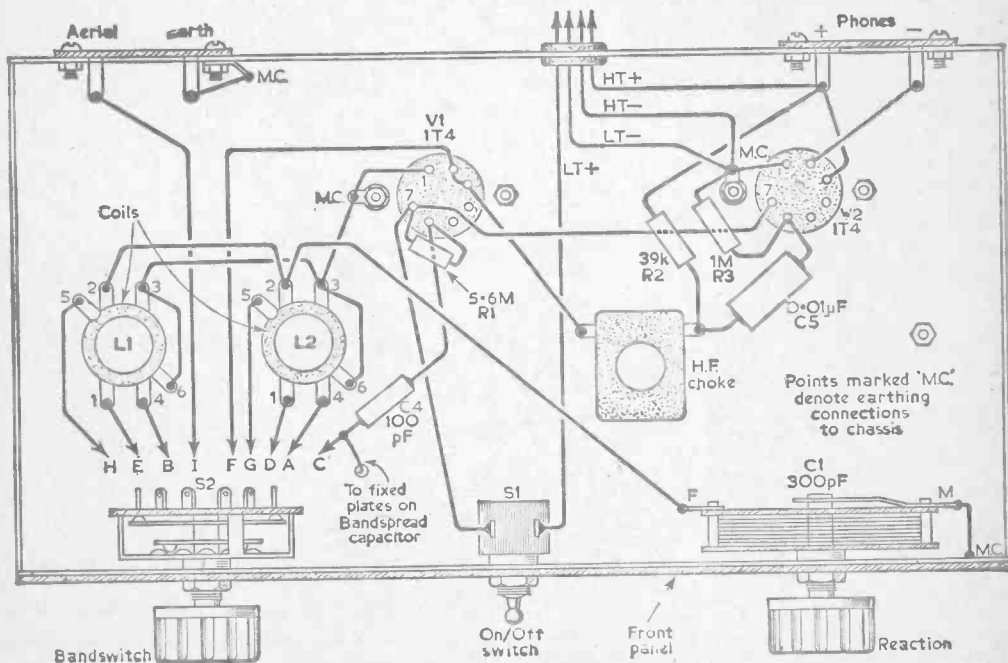 Aerial
Earth
Phones
+
-
M.C.
HT+
HT-
LT-
LT+
V1
1T4
M.C.
1
7
M.C.
7
V2
1T4
Coils
39k
R2
1M
R3
5·6M
R1
0·01µF
C5
5
2
3
L1
6
1
4
5
2
3
L2
6
1
4
H.F.
choke
Points marked 'M.C.'
denote earthing
connections
to chassis
C4
100
pF
H E B I F G D A C
S2
To fixed
plates on
Bandspread
capacitor
S1
C1
300pF
F
M
M.C.
Bandswitch
On/Off
switch
Front
panel
Reaction